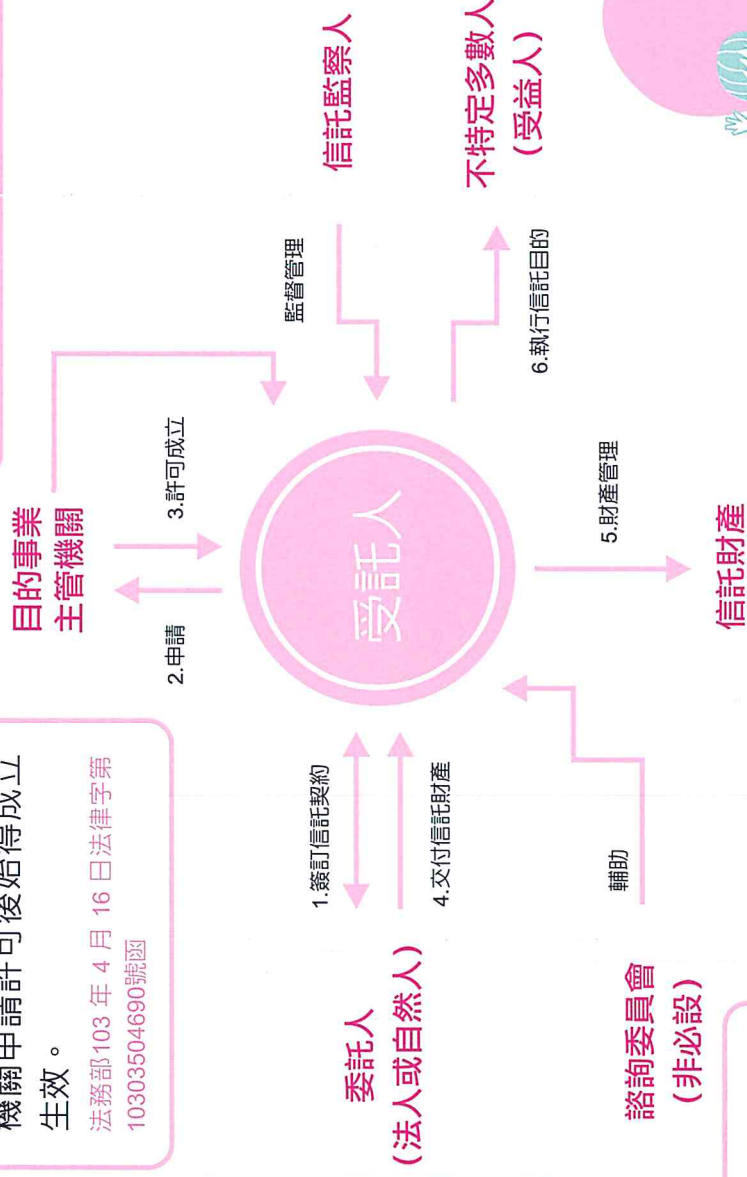 機關申請許可後始得成立
生效。
法務部103 年 4 月 16 日法律字第
10303504690號函
目的事業
主管機關
2.申請
3.許可成立
監督管理
信託監察人
1.簽訂信託契約
委託人
(法人或自然人)
4.交付信託財產
受託人
6.執行信託目的
不特定多數人
(受益人)
諮詢委員會
(非必設)
輔助
5.財產管理
信託財產